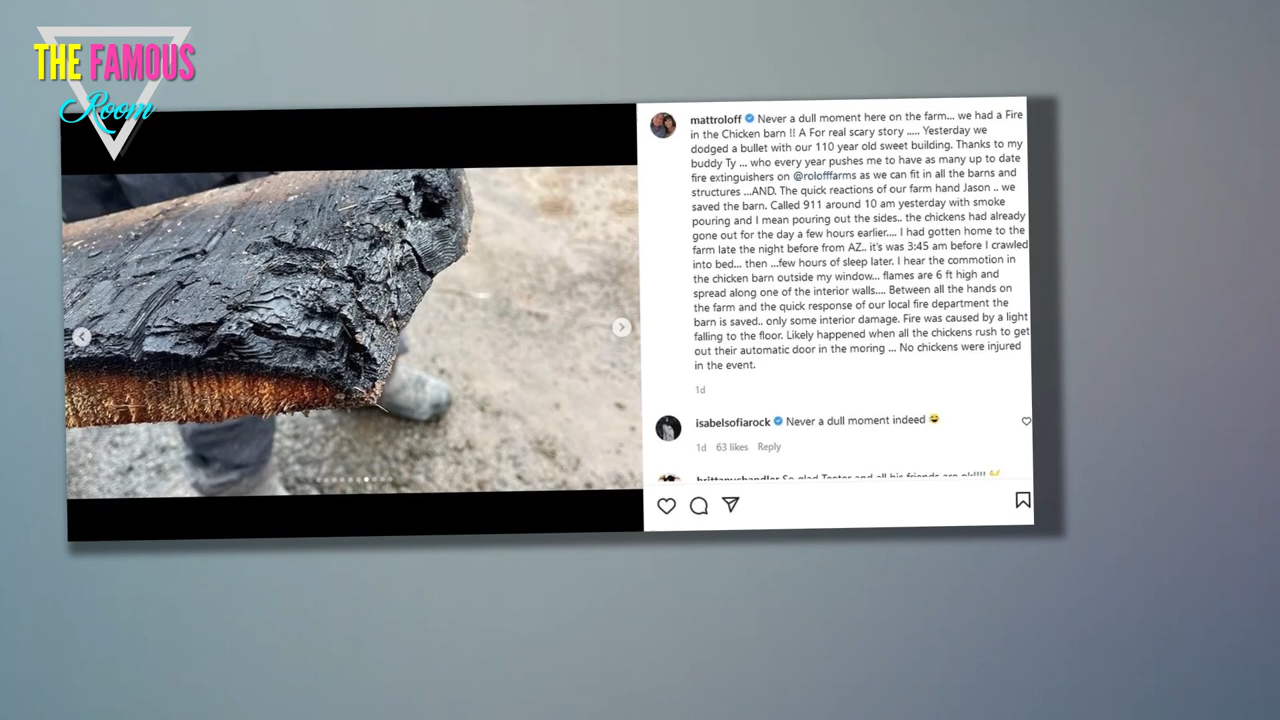 THE FAMOUS
Room
mattroloff Never a dull moment here on the farm... we had a Fire
in the Chicken barn !! A For real scary story ..... Yesterday we
dodged a bullet with our 110 year old sweet building. Thanks to my
buddy Ty ... who every year pushes me to have as many up to date
fire extinguishers on @rolofffarms as we can fit in all the barns and
structures ...AND. The quick reactions of our farm hand Jason .. we
saved the barn. Called 911 around 10 am yesterday with smoke
pouring and I mean pouring out the sides.. the chickens had already
gone out for the day a few hours earlier.... I had gotten home to the
farm late the night before from AZ.. it's was 3:45 am before I crawled
into bed... then ...few hours of sleep later. I hear the commotion in
the chicken barn outside my window... flames are 6 ft high and
spread along one of the interior walls.... Between all the hands on
the farm and the quick response of our local fire department the
barn is saved.. only some interior damage. Fire was caused by a light
falling to the floor. Likely happened when all the chickens rush to get
out their automatic door in the moring ... No chickens were injured
in the event.
1d
isabelsofiarock Never a dull moment indeed 😅
1d 63 likes Reply
So glad Teeter and all his friends are ok!!!!